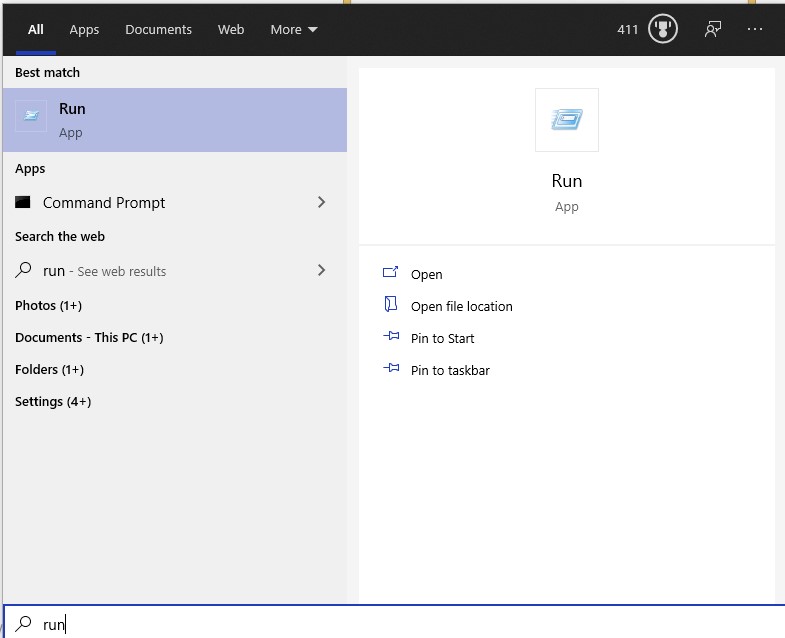 All Apps Documents Web More 411 ...
Best match
Run
App
Apps
Command Prompt
Search the web
run - See web results
Photos (1+)
Documents - This PC (1+)
Folders (1+)
Settings (4+)
Run
App
Open
Open file location
Pin to Start
Pin to taskbar
run